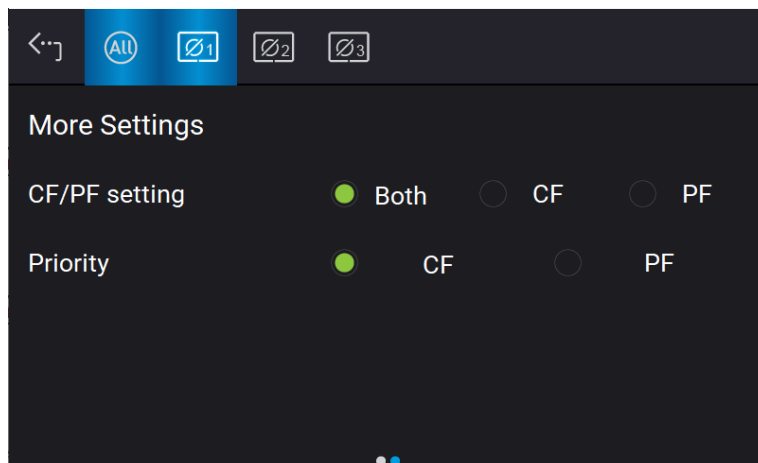 All Ø1 Ø2 Ø3
More Settings
CF/PF setting Both CF PF
Priority CF PF